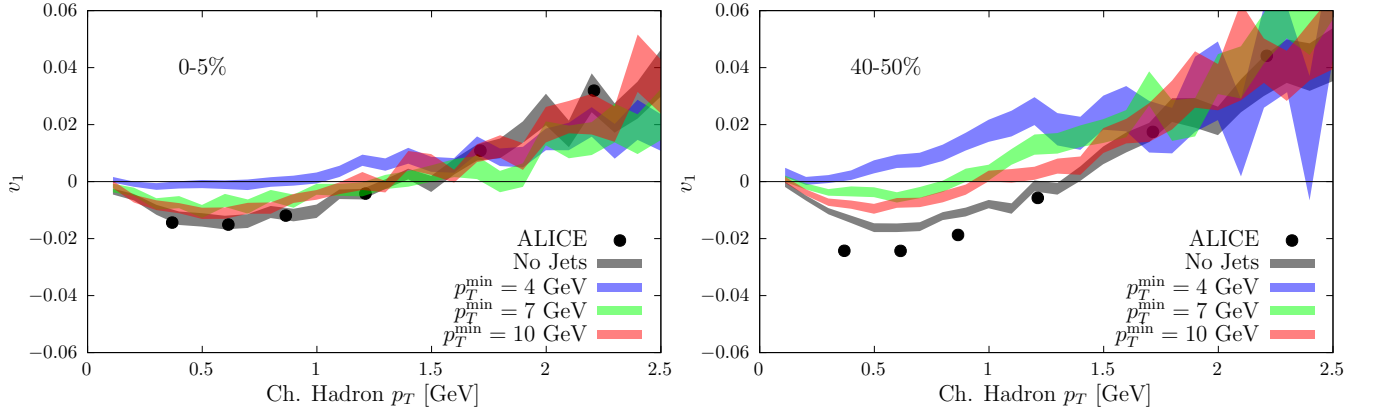 0.06
0.04
0.02
0
−0.02
−0.04
−0.06
v₁
0-5%
ALICE
No Jets
p_T^min = 4 GeV
p_T^min = 7 GeV
p_T^min = 10 GeV
0 0.5 1 1.5 2 2.5
Ch. Hadron p_T [GeV]
0.06
0.04
0.02
0
−0.02
−0.04
−0.06
v₁
40-50%
ALICE
No Jets
p_T^min = 4 GeV
p_T^min = 7 GeV
p_T^min = 10 GeV
0 0.5 1 1.5 2 2.5
Ch. Hadron p_T [GeV]